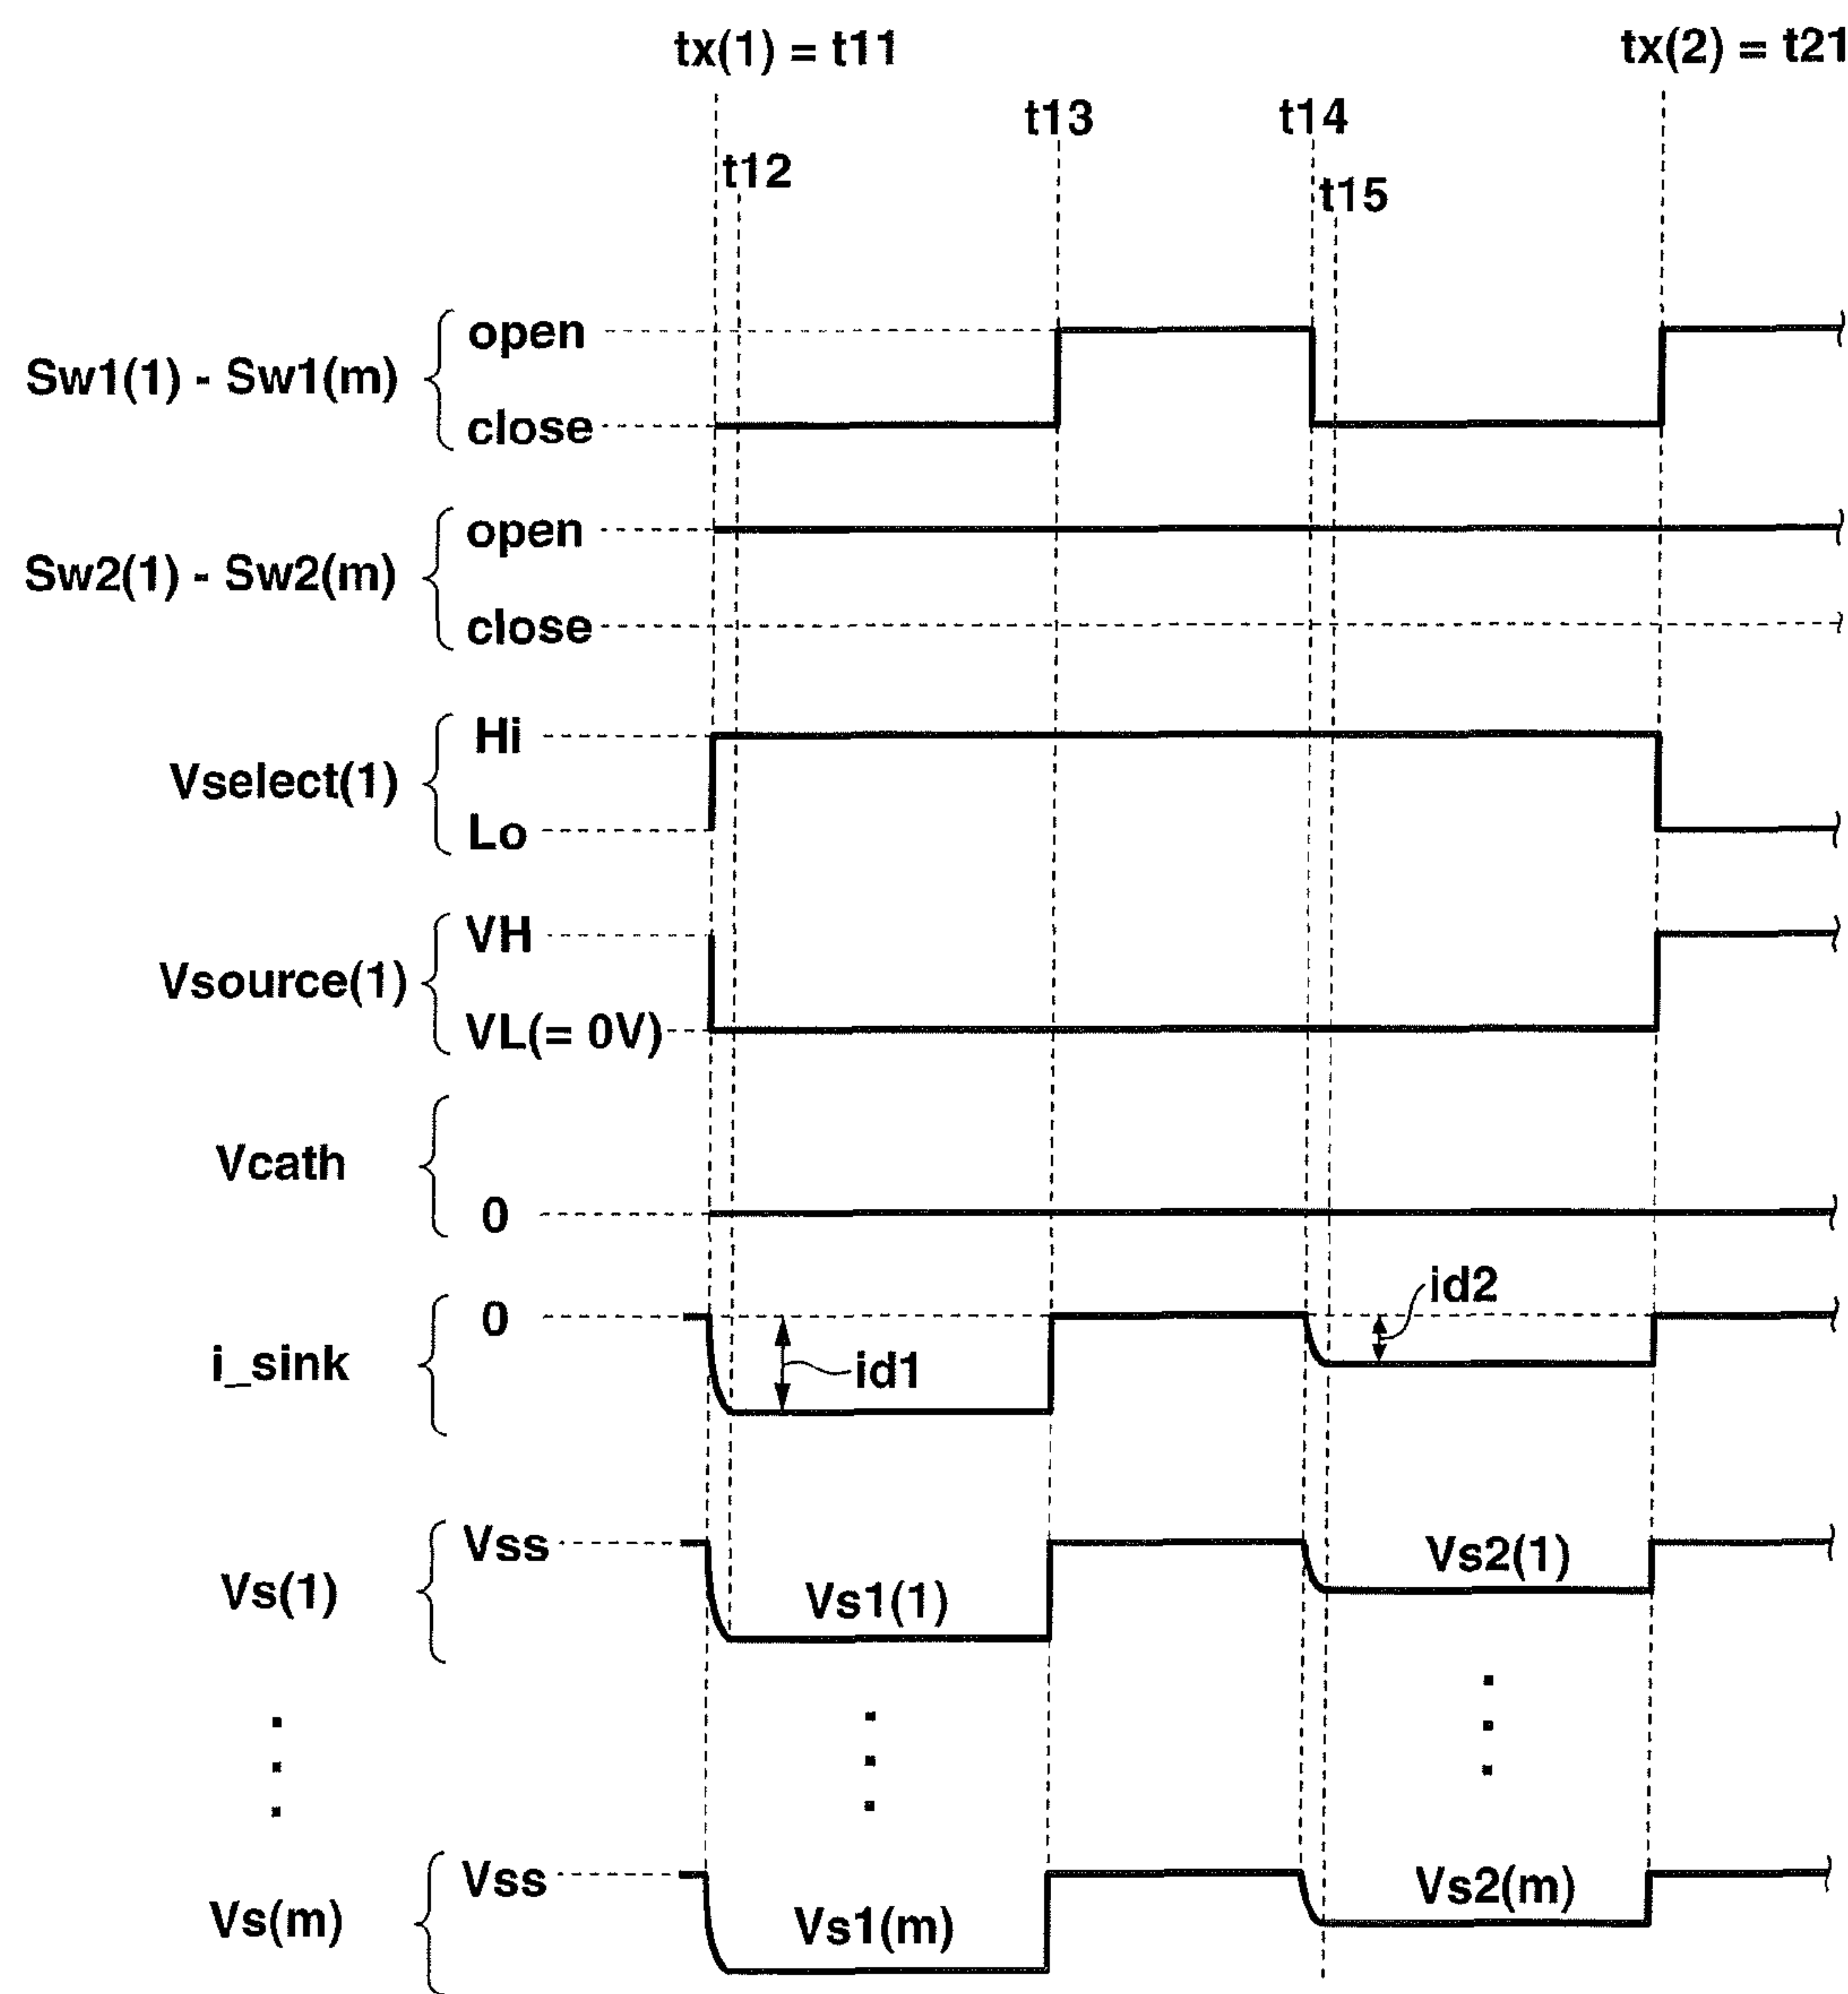 tx(1) = t11
tx(2) = t21
t13
t14
t12
t15
Sw1(1) - Sw1(m)
open
close
Sw2(1) - Sw2(m)
open
close
Vselect(1)
Hi
Lo
Vsource(1)
VH
VL(= 0V)
Vcath
0
i_sink
0
id1
id2
Vs(1)
Vss
Vs1(1)
Vs2(1)
Vs(m)
Vss
Vs1(m)
Vs2(m)